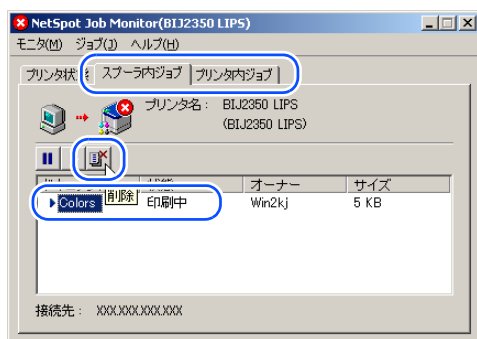 NetSpot Job Monitor(BIJ2350 LIPS)
モニタ(M) ジョブ(J) ヘルプ(H)
プリンタ状 スプーラ内ジョブ プリンタ内ジョブ
プリンタ名: BIJ2350 LIPS
(BIJ2350 LIPS)
オーナー サイズ
Colors 削除 印刷中 Win2kj 5 KB
接続先: XXX.XXX.XXX.XXX